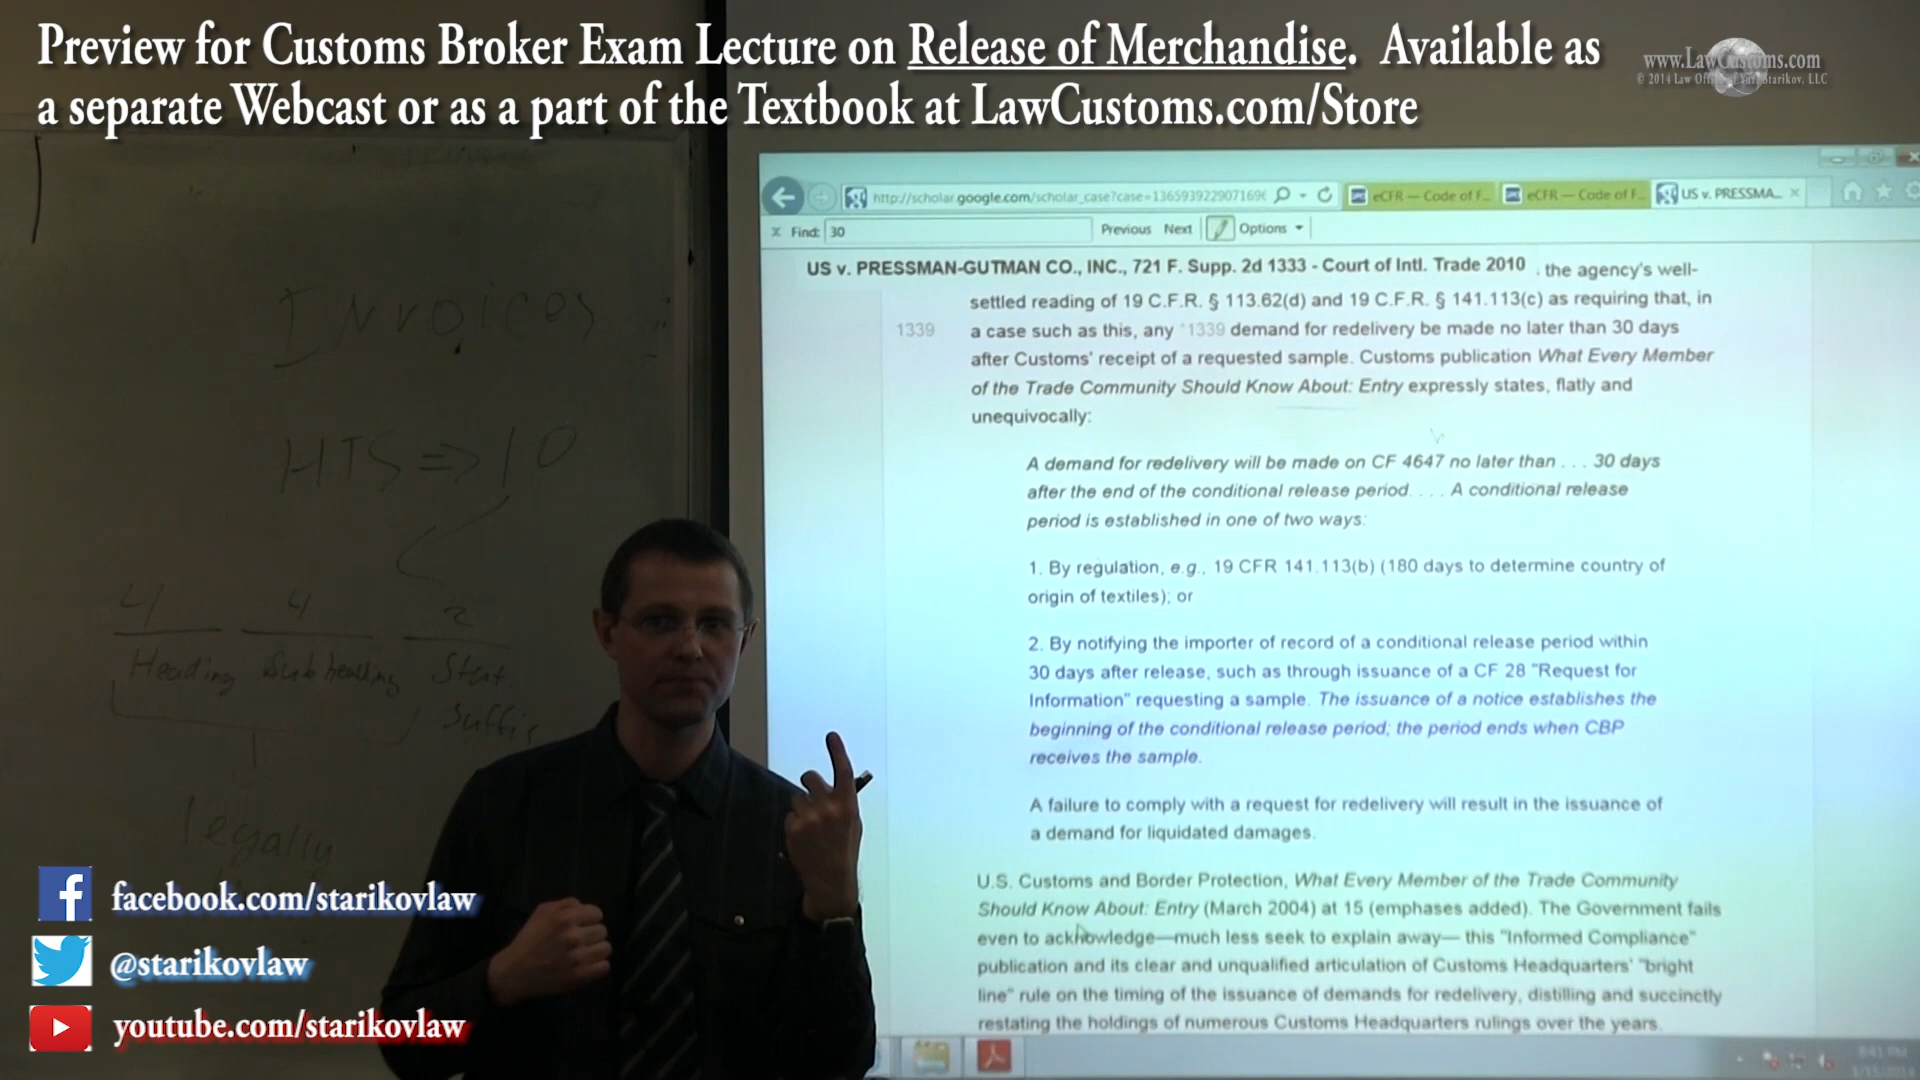 Preview for Customs Broker Exam Lecture on Release of Merchandise. Available as
a separate Webcast or as a part of the Textbook at LawCustoms.com/Store
www.LawCustoms.com
© 2014 Law Office of Yuri Starikov, LLC
http://scholar.google.com/scholar_case?case=1365939229071696
eCFR — Code of F...
eCFR — Code of F...
US v. PRESSMA...
x Find: 30
Previous Next Options
US v. PRESSMAN-GUTMAN CO., INC., 721 F. Supp. 2d 1333 - Court of Intl. Trade 2010 , the agency's well-
settled reading of 19 C.F.R. § 113.62(d) and 19 C.F.R. § 141.113(c) as requiring that, in
1339 a case such as this, any *1339 demand for redelivery be made no later than 30 days
after Customs' receipt of a requested sample. Customs publication What Every Member
of the Trade Community Should Know About: Entry expressly states, flatly and
unequivocally:
A demand for redelivery will be made on CF 4647 no later than . . . 30 days
after the end of the conditional release period. . . . A conditional release
period is established in one of two ways:
1. By regulation, e.g., 19 CFR 141.113(b) (180 days to determine country of
origin of textiles); or
2. By notifying the importer of record of a conditional release period within
30 days after release, such as through issuance of a CF 28 "Request for
Information" requesting a sample. The issuance of a notice establishes the
beginning of the conditional release period; the period ends when CBP
receives the sample.
A failure to comply with a request for redelivery will result in the issuance of
a demand for liquidated damages.
U.S. Customs and Border Protection, What Every Member of the Trade Community
Should Know About: Entry (March 2004) at 15 (emphases added). The Government fails
even to acknowledge—much less seek to explain away— this "Informed Compliance"
publication and its clear and unqualified articulation of Customs Headquarters' "bright
line" rule on the timing of the issuance of demands for redelivery, distilling and succinctly
restating the holdings of numerous Customs Headquarters rulings over the years.
Invoices
HTS => 10
4 4 2
Heading Subheading Stat.
Suffix
legally
facebook.com/starikovlaw
@starikovlaw
youtube.com/starikovlaw
8:41 PM